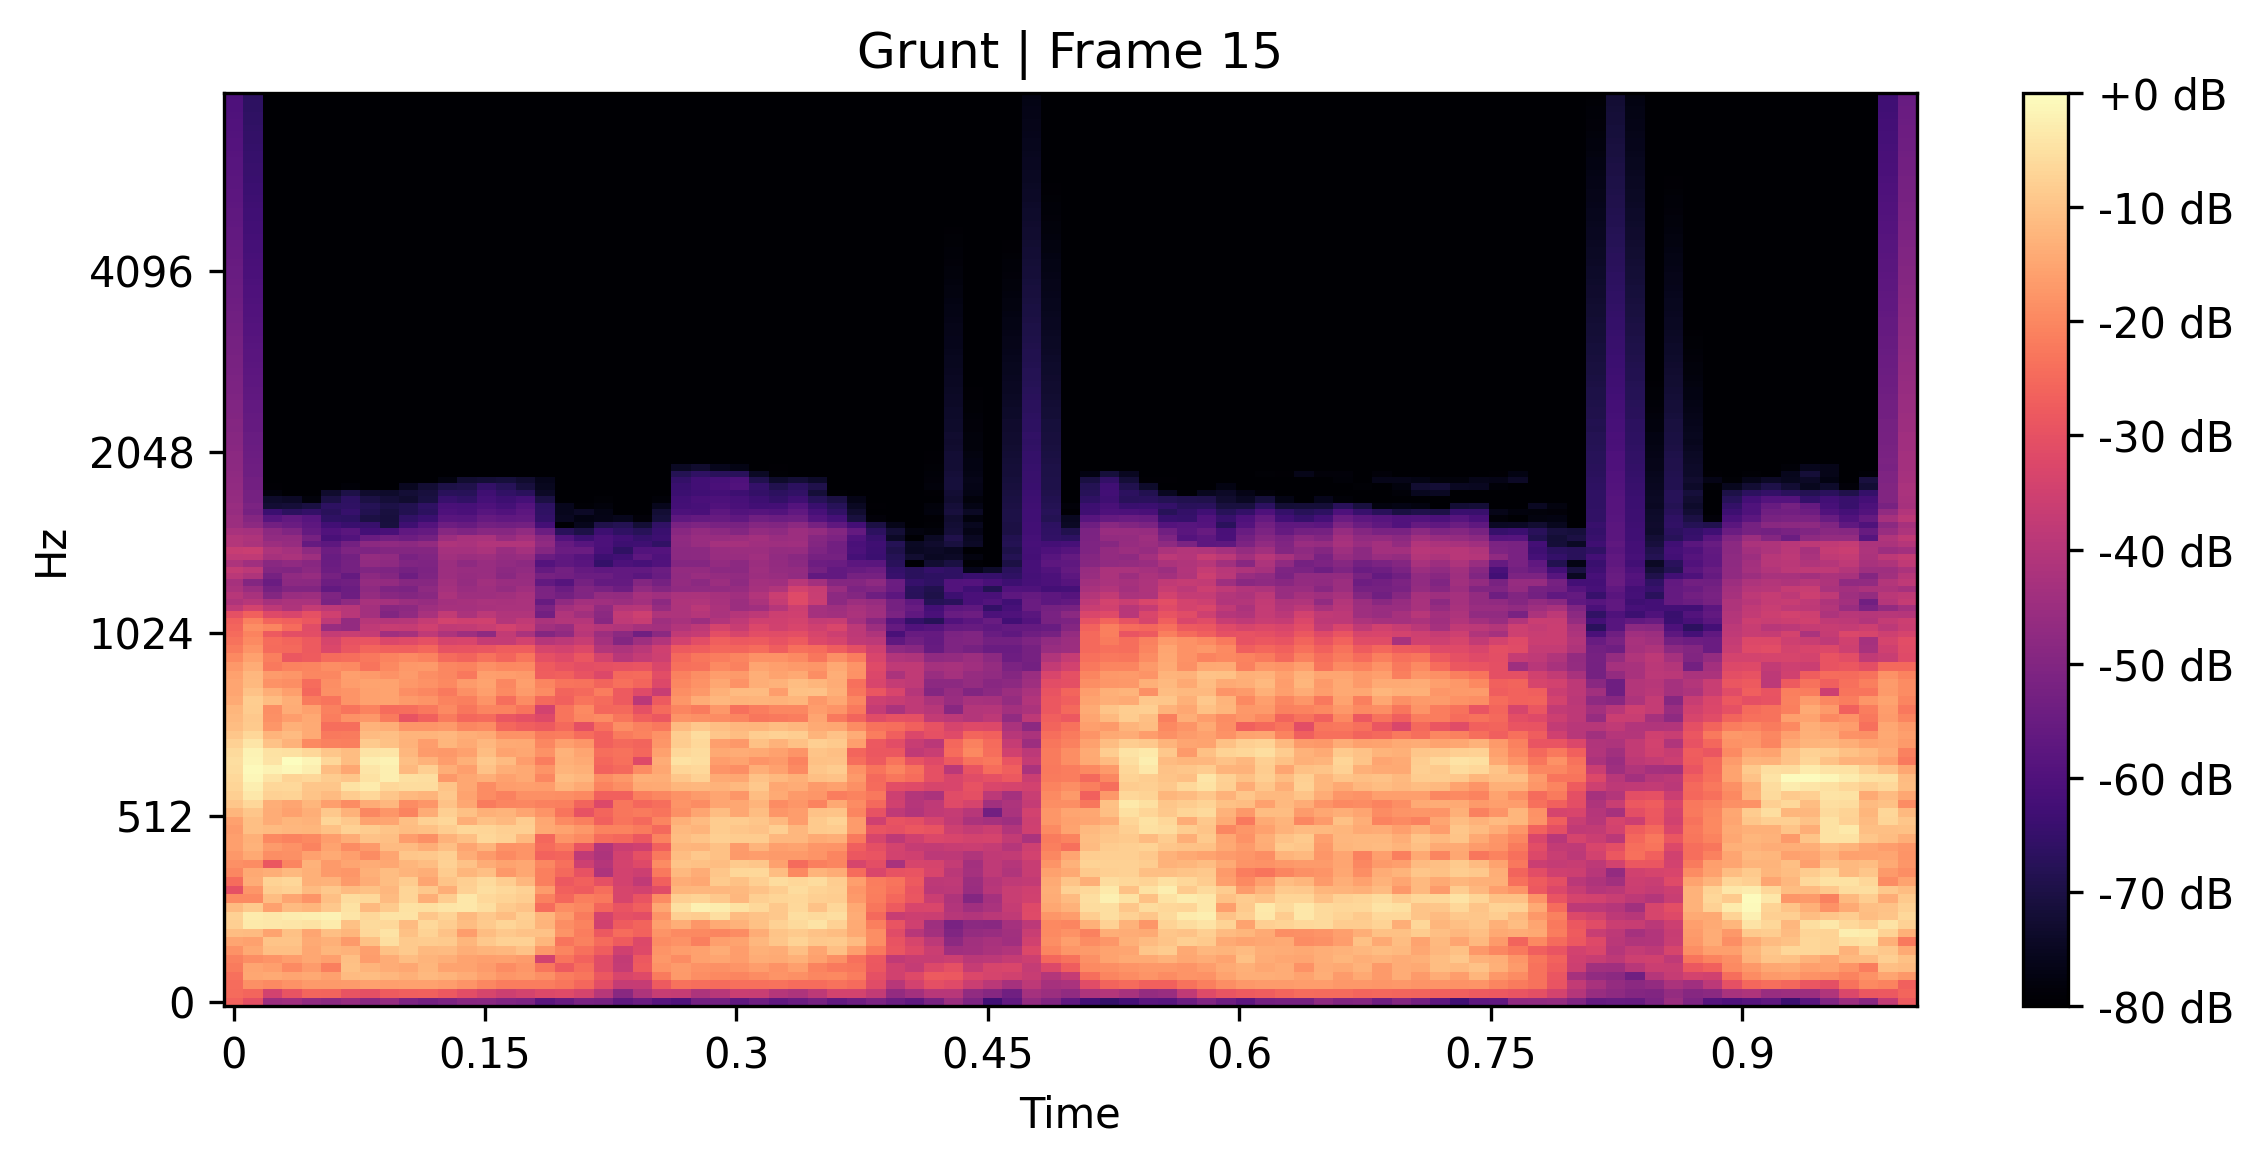 Grunt | Frame 15
+0 dB
-10 dB
-20 dB
-30 dB
-40 dB
-50 dB
-60 dB
-70 dB
-80 dB
4096
2048
1024
512
0
Hz
0 0.15 0.3 0.45 0.6 0.75 0.9
Time